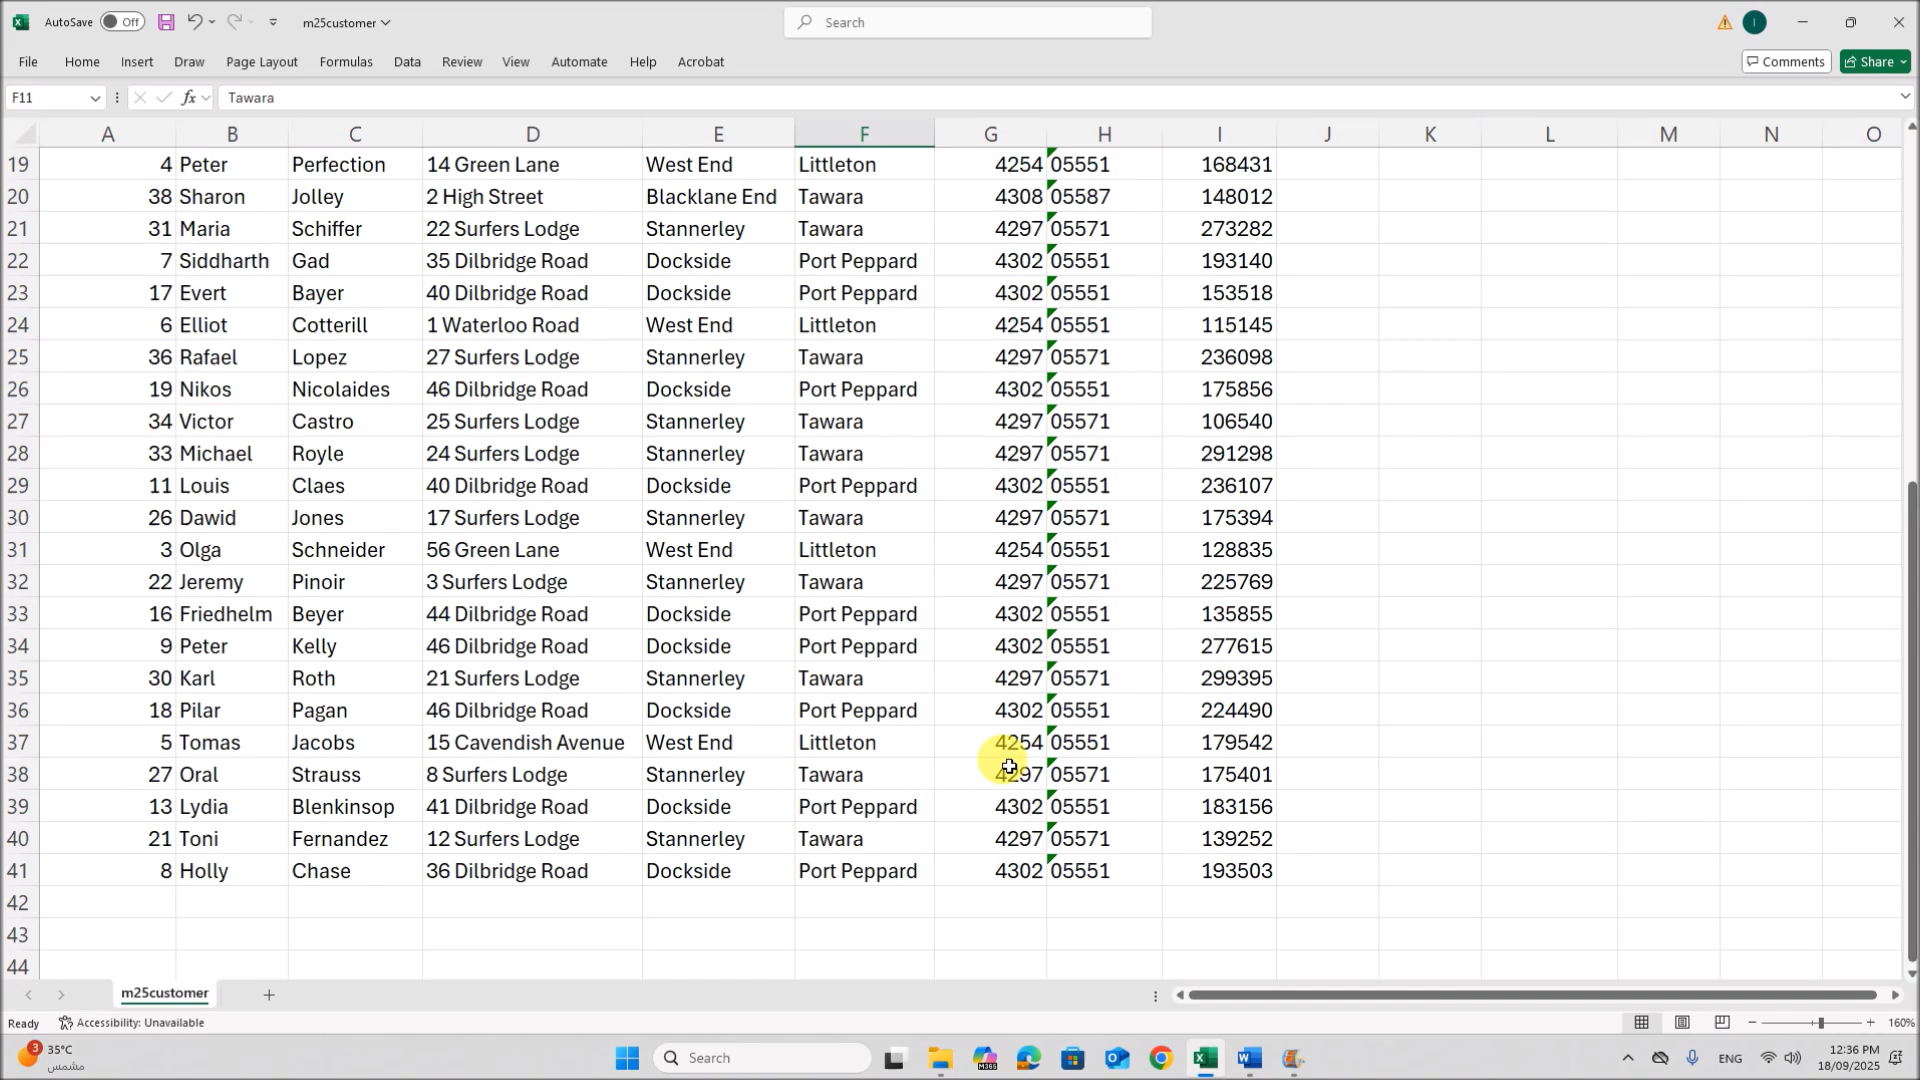 AutoSave Off m25customer Search
File Home Insert Draw Page Layout Formulas Data Review View Automate Help Acrobat Comments Share
F11 fx Tawara
A B C D E F G H I J K L M N O
19 4 Peter Perfection 14 Green Lane West End Littleton 4254 05551 168431
20 38 Sharon Jolley 2 High Street Blacklane End Tawara 4308 05587 148012
21 31 Maria Schiffer 22 Surfers Lodge Stannerley Tawara 4297 05571 273282
22 7 Siddharth Gad 35 Dilbridge Road Dockside Port Peppard 4302 05551 193140
23 17 Evert Bayer 40 Dilbridge Road Dockside Port Peppard 4302 05551 153518
24 6 Elliot Cotterill 1 Waterloo Road West End Littleton 4254 05551 115145
25 36 Rafael Lopez 27 Surfers Lodge Stannerley Tawara 4297 05571 236098
26 19 Nikos Nicolaides 46 Dilbridge Road Dockside Port Peppard 4302 05551 175856
27 34 Victor Castro 25 Surfers Lodge Stannerley Tawara 4297 05571 106540
28 33 Michael Royle 24 Surfers Lodge Stannerley Tawara 4297 05571 291298
29 11 Louis Claes 40 Dilbridge Road Dockside Port Peppard 4302 05551 236107
30 26 Dawid Jones 17 Surfers Lodge Stannerley Tawara 4297 05571 175394
31 3 Olga Schneider 56 Green Lane West End Littleton 4254 05551 128835
32 22 Jeremy Pinoir 3 Surfers Lodge Stannerley Tawara 4297 05571 225769
33 16 Friedhelm Beyer 44 Dilbridge Road Dockside Port Peppard 4302 05551 135855
34 9 Peter Kelly 46 Dilbridge Road Dockside Port Peppard 4302 05551 277615
35 30 Karl Roth 21 Surfers Lodge Stannerley Tawara 4297 05571 299395
36 18 Pilar Pagan 46 Dilbridge Road Dockside Port Peppard 4302 05551 224490
37 5 Tomas Jacobs 15 Cavendish Avenue West End Littleton 4254 05551 179542
38 27 Oral Strauss 8 Surfers Lodge Stannerley Tawara 4297 05571 175401
39 13 Lydia Blenkinsop 41 Dilbridge Road Dockside Port Peppard 4302 05551 183156
40 21 Toni Fernandez 12 Surfers Lodge Stannerley Tawara 4297 05571 139252
41 8 Holly Chase 36 Dilbridge Road Dockside Port Peppard 4302 05551 193503
42
43
44
m25customer
Ready Accessibility: Unavailable 160%
3 35°C Search M365 ENG 12:36 PM
مشمس 18/09/2025